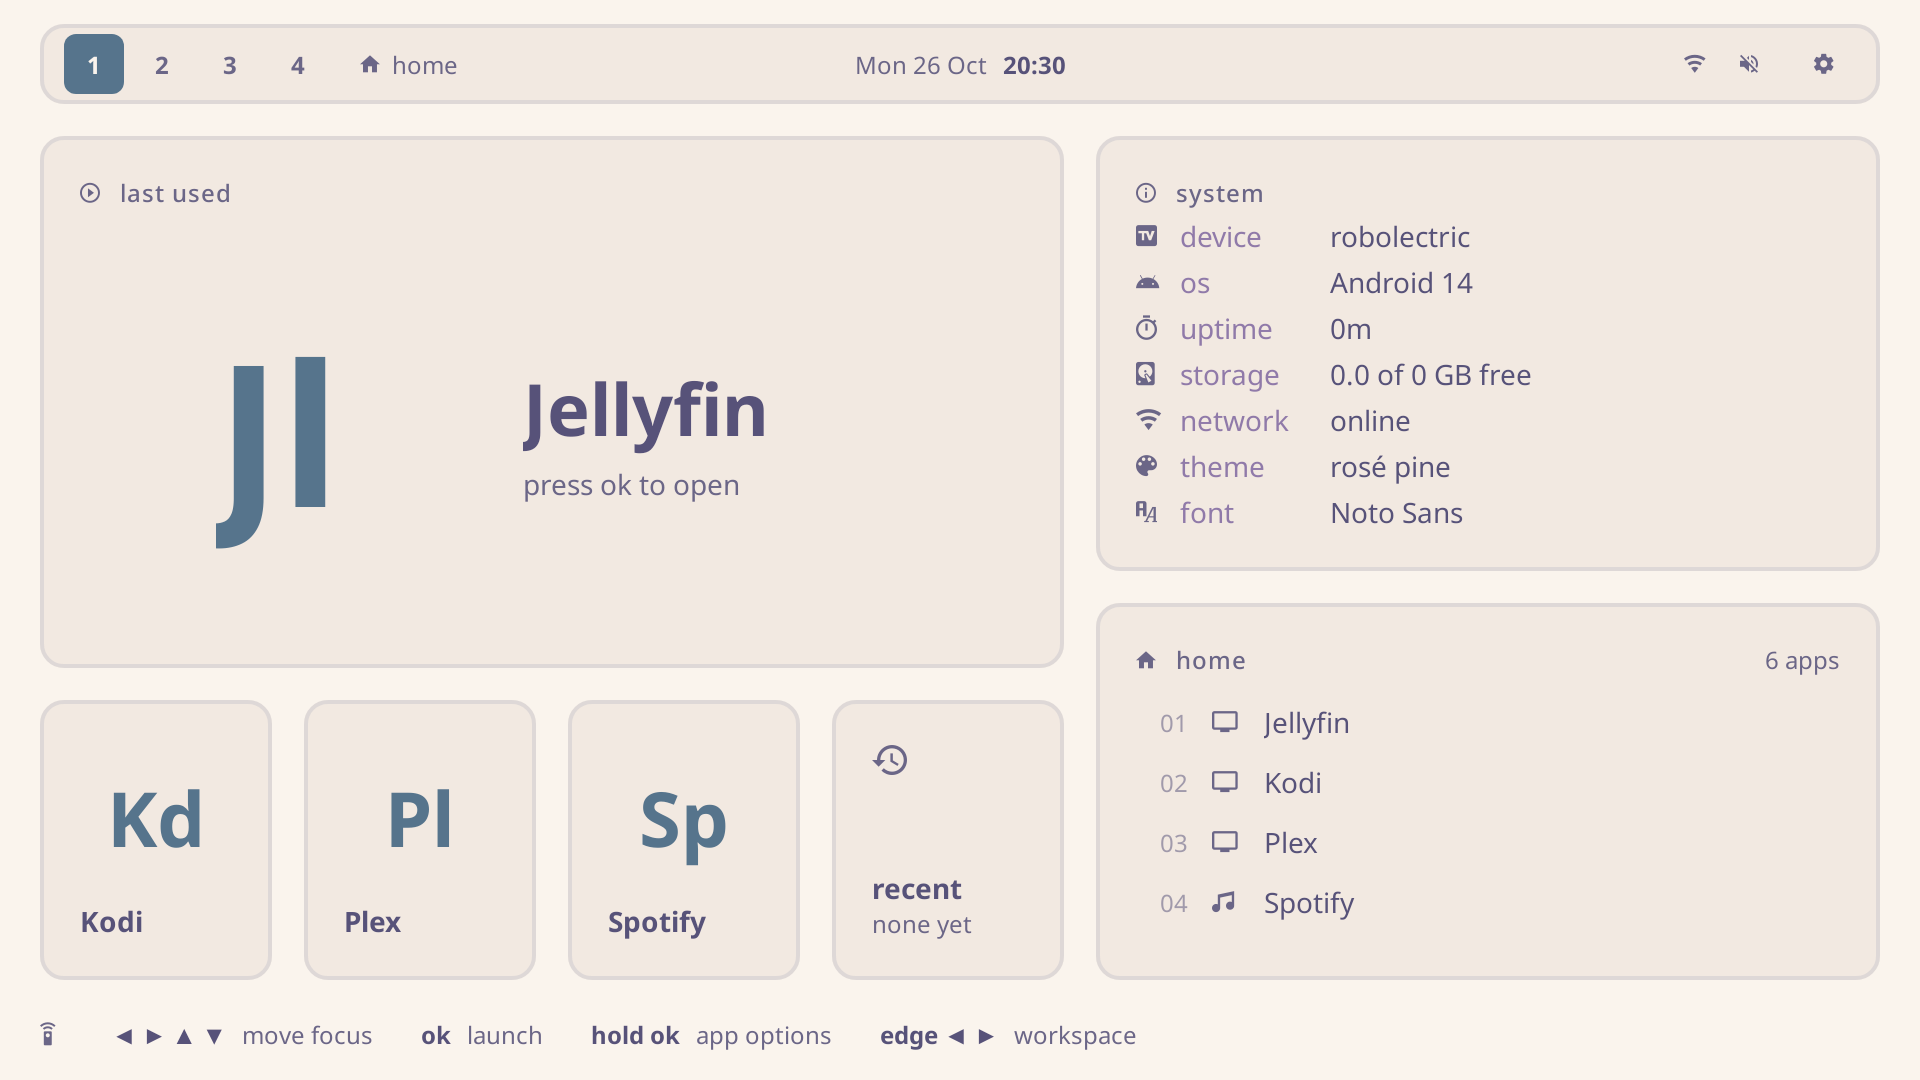 1 2 3 4 home Mon 26 Oct 20:30
last used
Jl
Jellyfin
press ok to open
system
device robolectric
os Android 14
uptime 0m
storage 0.0 of 0 GB free
network online
theme rosé pine
font Noto Sans
Kd
Kodi
Pl
Plex
Sp
Spotify
recent
none yet
home 6 apps
01 Jellyfin
02 Kodi
03 Plex
04 Spotify
◀ ▶ ▲ ▼ move focus ok launch hold ok app options edge ◀ ▶ workspace